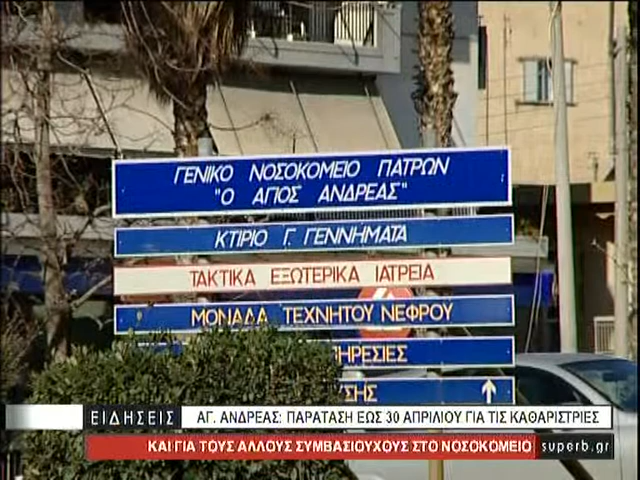 ΓΕΝΙΚΟ ΝΟΣΟΚΟΜΕΙΟ ΠΑΤΡΩΝ
"Ο ΑΓΙΟΣ ΑΝΔΡΕΑΣ"
ΚΤΙΡΙΟ Γ. ΓΕΝΝΗΜΑΤΑ
ΤΑΚΤΙΚΑ ΕΞΩΤΕΡΙΚΑ ΙΑΤΡΕΙΑ
ΜΟΝΑΔΑ ΤΕΧΝΗΤΟΥ ΝΕΦΡΟΥ
ΕΙΔΗΣΕΙΣ ΑΓ. ΑΝΔΡΕΑΣ: ΠΑΡΑΤΑΣΗ ΕΩΣ 30 ΑΠΡΙΛΙΟΥ ΓΙΑ ΤΙΣ ΚΑΘΑΡΙΣΤΡΙΕΣ
ΚΑΙ ΓΙΑ ΤΟΥΣ ΑΛΛΟΥΣ ΣΥΜΒΑΣΙΟΥΧΟΥΣ ΣΤΟ ΝΟΣΟΚΟΜΕΙΟ superb.gr